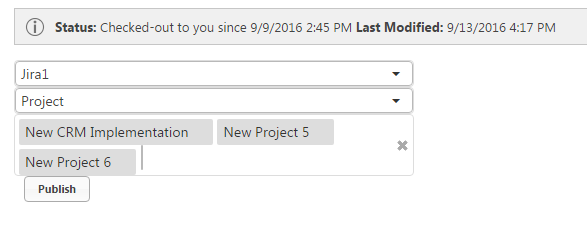 Status: Checked-out to you since 9/9/2016 2:45 PM Last Modified: 9/13/2016 4:17 PM
Jira1
Project
New CRM Implementation New Project 5
New Project 6
Publish